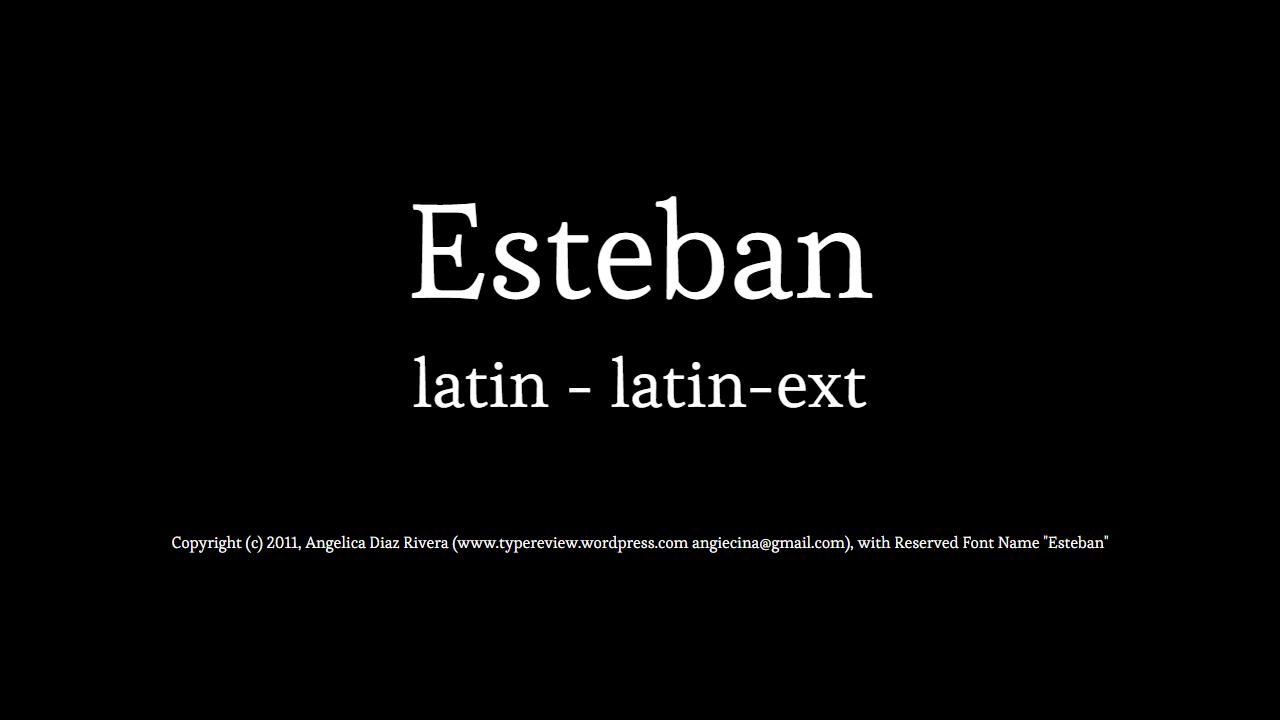 Esteban
latin - latin-ext
Copyright (c) 2011, Angelica Diaz Rivera (www.typereview.wordpress.com angiecina@gmail.com), with Reserved Font Name "Esteban"